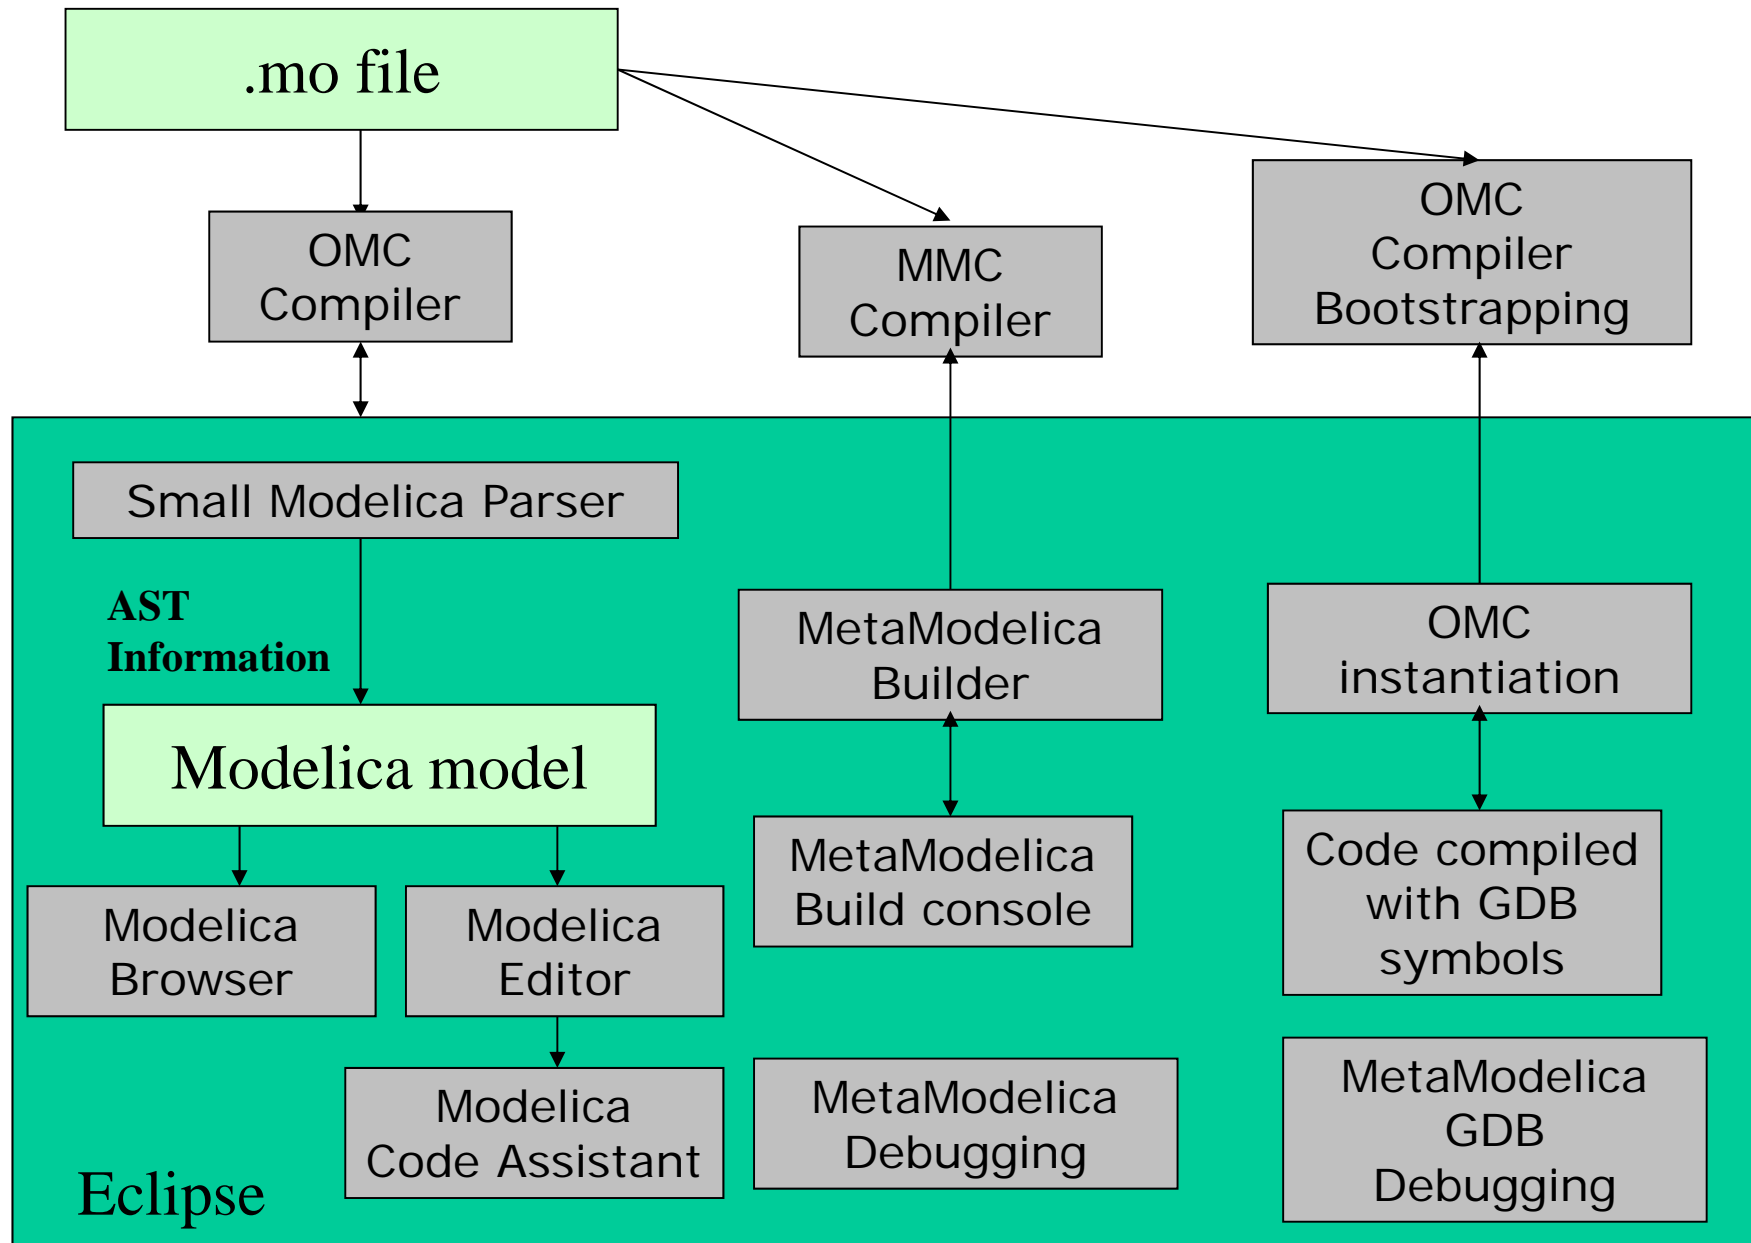 .mo file
OMC
Compiler
MMC
Compiler
OMC
Compiler
Bootstrapping
Small Modelica Parser
AST
Information
MetaModelica
Builder
OMC
instantiation
Modelica model
MetaModelica
Build console
Code compiled
with GDB
symbols
Modelica
Browser
Modelica
Editor
Modelica
Code Assistant
MetaModelica
Debugging
MetaModelica
GDB
Debugging
Eclipse